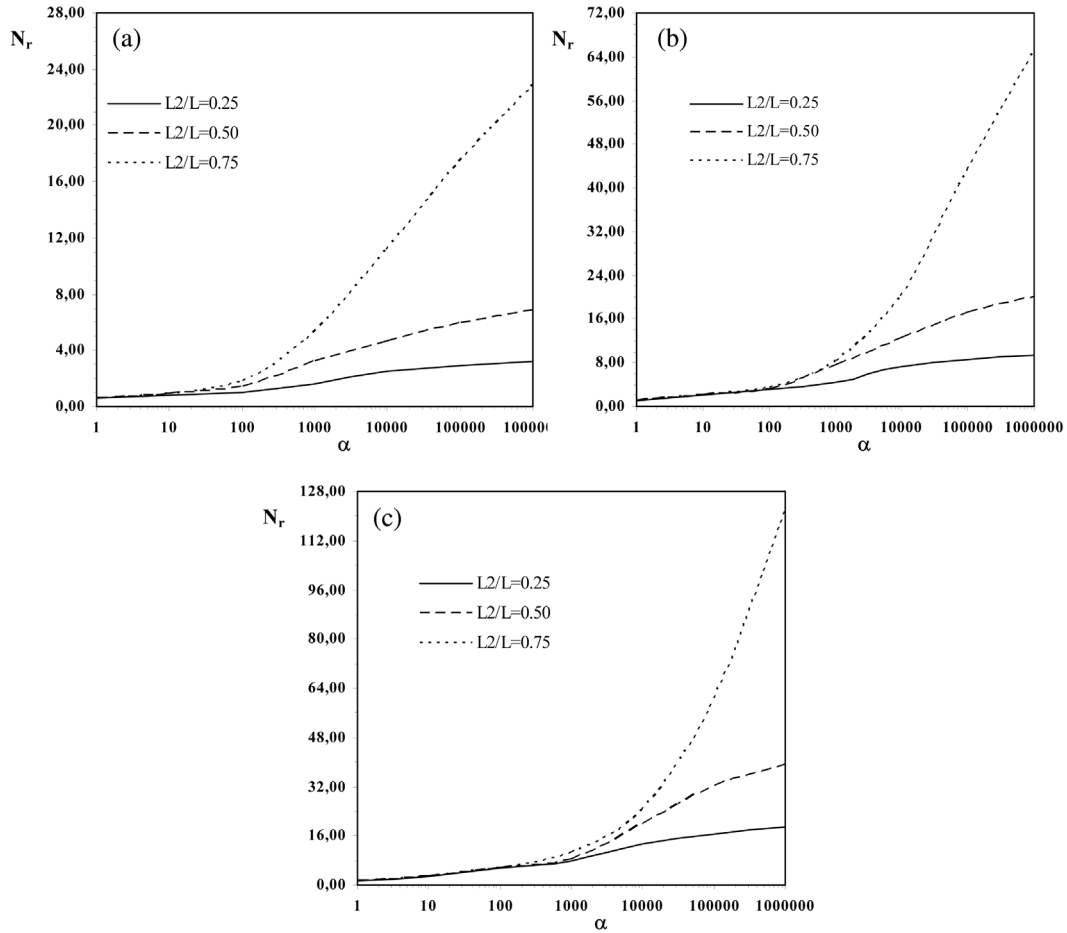 28,00
N_r (a)
24,00
L2/L=0.25
20,00
L2/L=0.50
16,00
L2/L=0.75
12,00
8,00
4,00
0,00
1 10 100 1000 10000 100000 100000
α
72,00
N_r (b)
64,00
56,00
L2/L=0.25
48,00
L2/L=0.50
L2/L=0.75
40,00
32,00
24,00
16,00
8,00
0,00
1 10 100 1000 10000 100000 1000000
α
128,00
N_r (c)
112,00
96,00
L2/L=0.25
L2/L=0.50
80,00
L2/L=0.75
64,00
48,00
32,00
16,00
0,00
1 10 100 1000 10000 100000 1000000
α